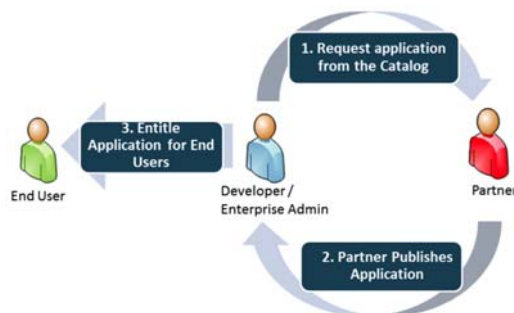 1. Request application
from the Catalog
3. Entitle
Application for End
Users
End User
Developer /
Enterprise Admin
Partner
2. Partner Publishes
Application